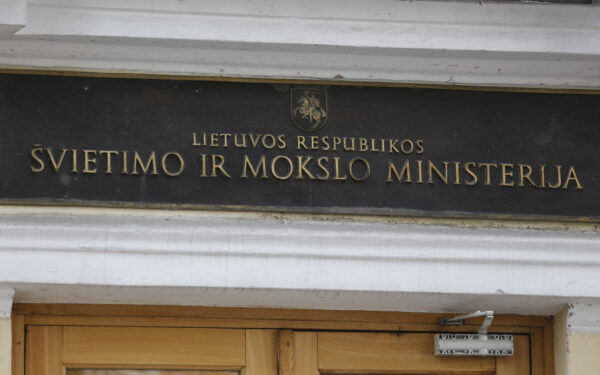 LIETUVOS RESPUBLIKOS
ŠVIETIMO IR MOKSLO MINISTERIJA